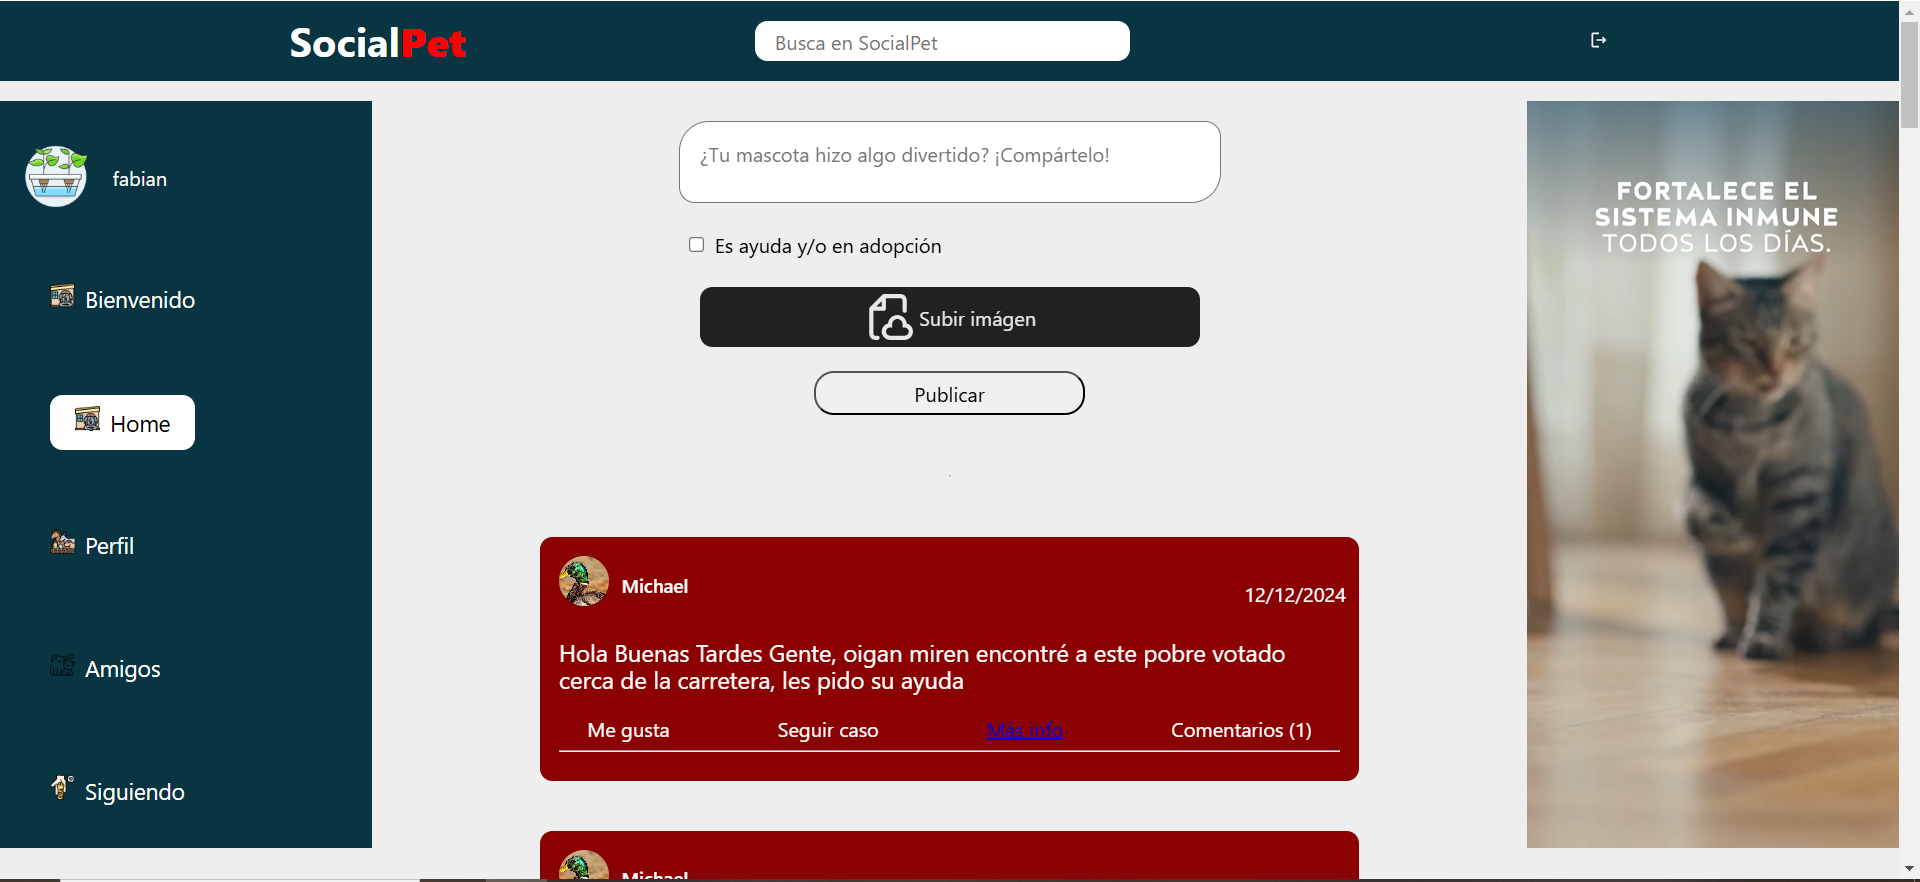 SocialPet
Busca en SocialPet
fabian
Bienvenido
Home
Perfil
Amigos
Siguiendo
¿Tu mascota hizo algo divertido? ¡Compártelo!
Es ayuda y/o en adopción
Subir imágen
Publicar
Michael
12/12/2024
Hola Buenas Tardes Gente, oigan miren encontré a este pobre votado
cerca de la carretera, les pido su ayuda
Me gusta
Seguir caso
Más info
Comentarios (1)
Michael
FORTALECE EL
SISTEMA INMUNE
TODOS LOS DÍAS.